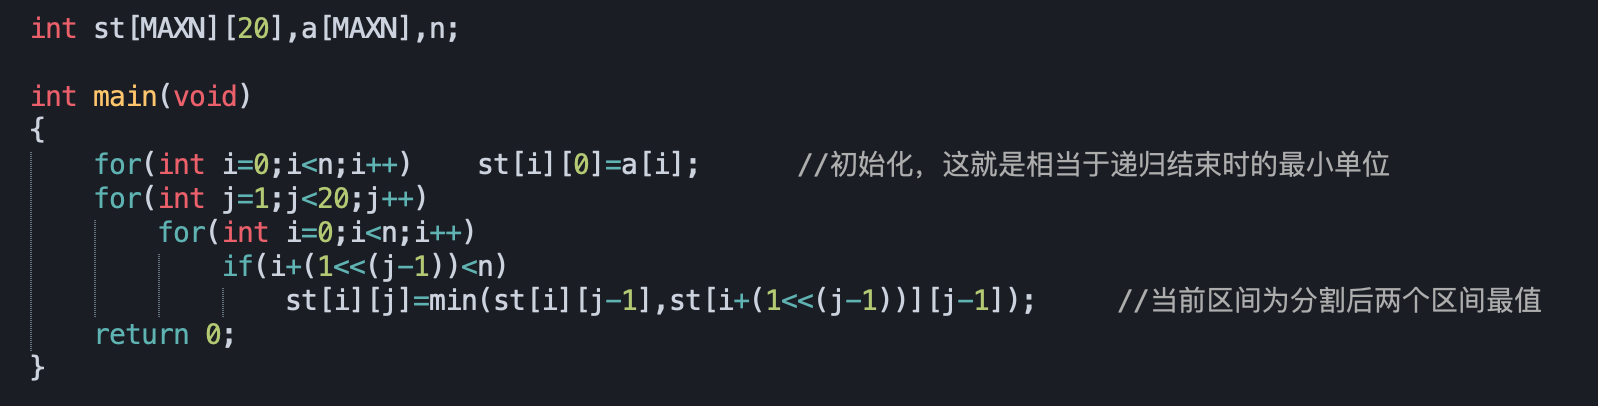 int st[MAXN][20],a[MAXN],n;
int main(void)
{
for(int i=0;i<n;i++) st[i][0]=a[i]; //初始化，这就是相当于递归结束时的最小单位
for(int j=1;j<20;j++)
for(int i=0;i<n;i++)
if(i+(1<<(j-1))<n)
st[i][j]=min(st[i][j-1],st[i+(1<<(j-1))][j-1]); //当前区间为分割后两个区间最值
return 0;
}